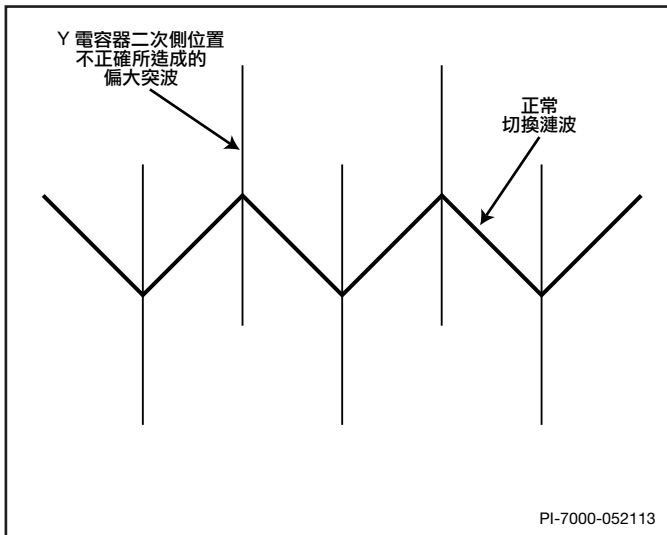 Y 電容器二次側位置
不正確所造成的
偏大突波
正常
切換漣波
PI-7000-052113